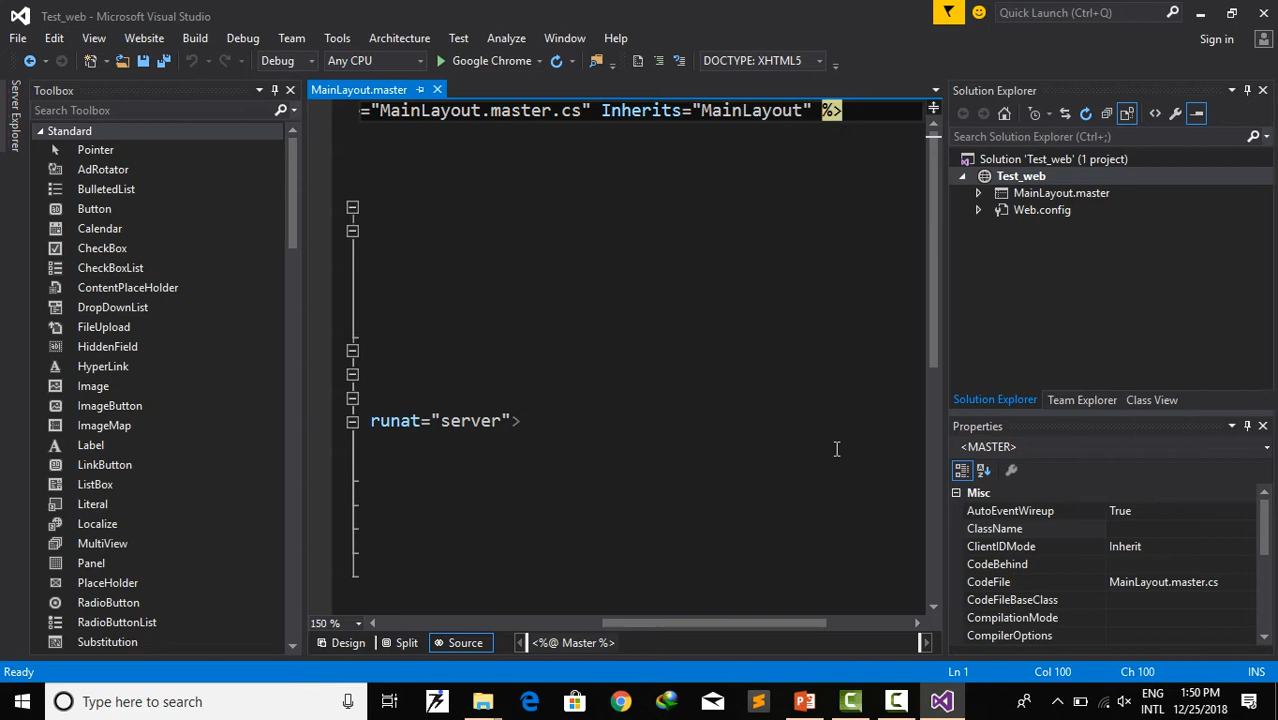 Test_web - Microsoft Visual Studio
Quick Launch (Ctrl+Q)
File Edit View Website Build Debug Team Tools Architecture Test Analyze Window Help
Sign in
Debug Any CPU Google Chrome DOCTYPE: XHTML5
Server Explorer
Toolbox
Search Toolbox
Standard
Pointer
AdRotator
BulletedList
Button
Calendar
CheckBox
CheckBoxList
ContentPlaceHolder
DropDownList
FileUpload
HiddenField
HyperLink
Image
ImageButton
ImageMap
Label
LinkButton
ListBox
Literal
Localize
MultiView
Panel
PlaceHolder
RadioButton
RadioButtonList
Substitution
MainLayout.master
="MainLayout.master.cs" Inherits="MainLayout" %>
runat="server">
150 %
Design Split Source <%@ Master %>
Solution Explorer
Search Solution Explorer (Ctrl+;)
Solution 'Test_web' (1 project)
Test_web
MainLayout.master
Web.config
Solution Explorer Team Explorer Class View
Properties
<MASTER>
Misc
AutoEventWireup True
ClassName
ClientIDMode Inherit
CodeBehind
CodeFile MainLayout.master.cs
CodeFileBaseClass
CompilationMode
CompilerOptions
Ready Ln 1 Col 100 Ch 100 INS
Type here to search
ENG
INTL
1:50 PM
12/25/2018